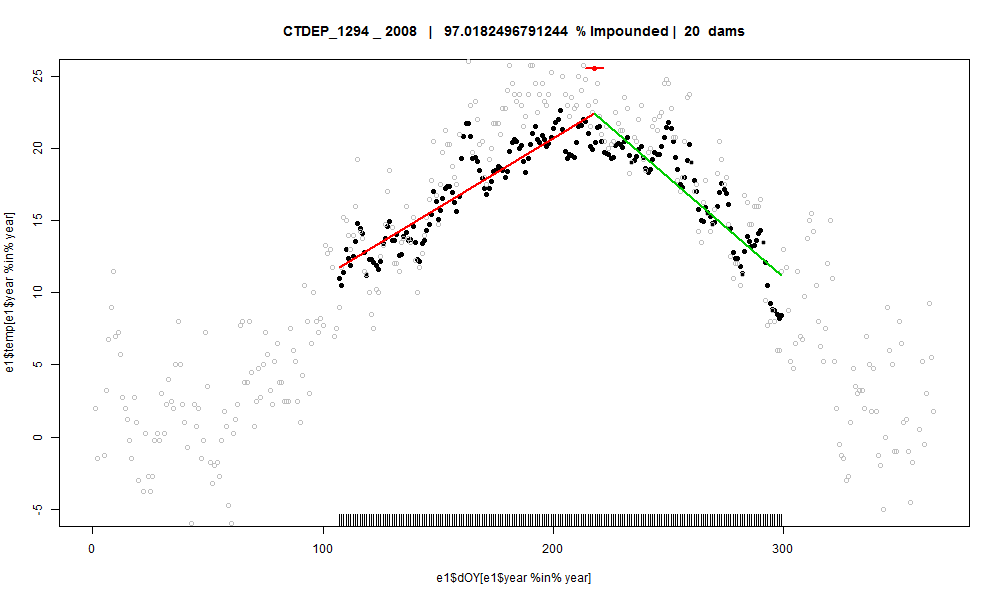 CTDEP_1294 _ 2008 | 97.0182496791244 % Impounded | 20 dams
25
20
15
10
5
0
-5
e1$temp[e1$year %in% year]
0 100 200 300
e1$dOY[e1$year %in% year]